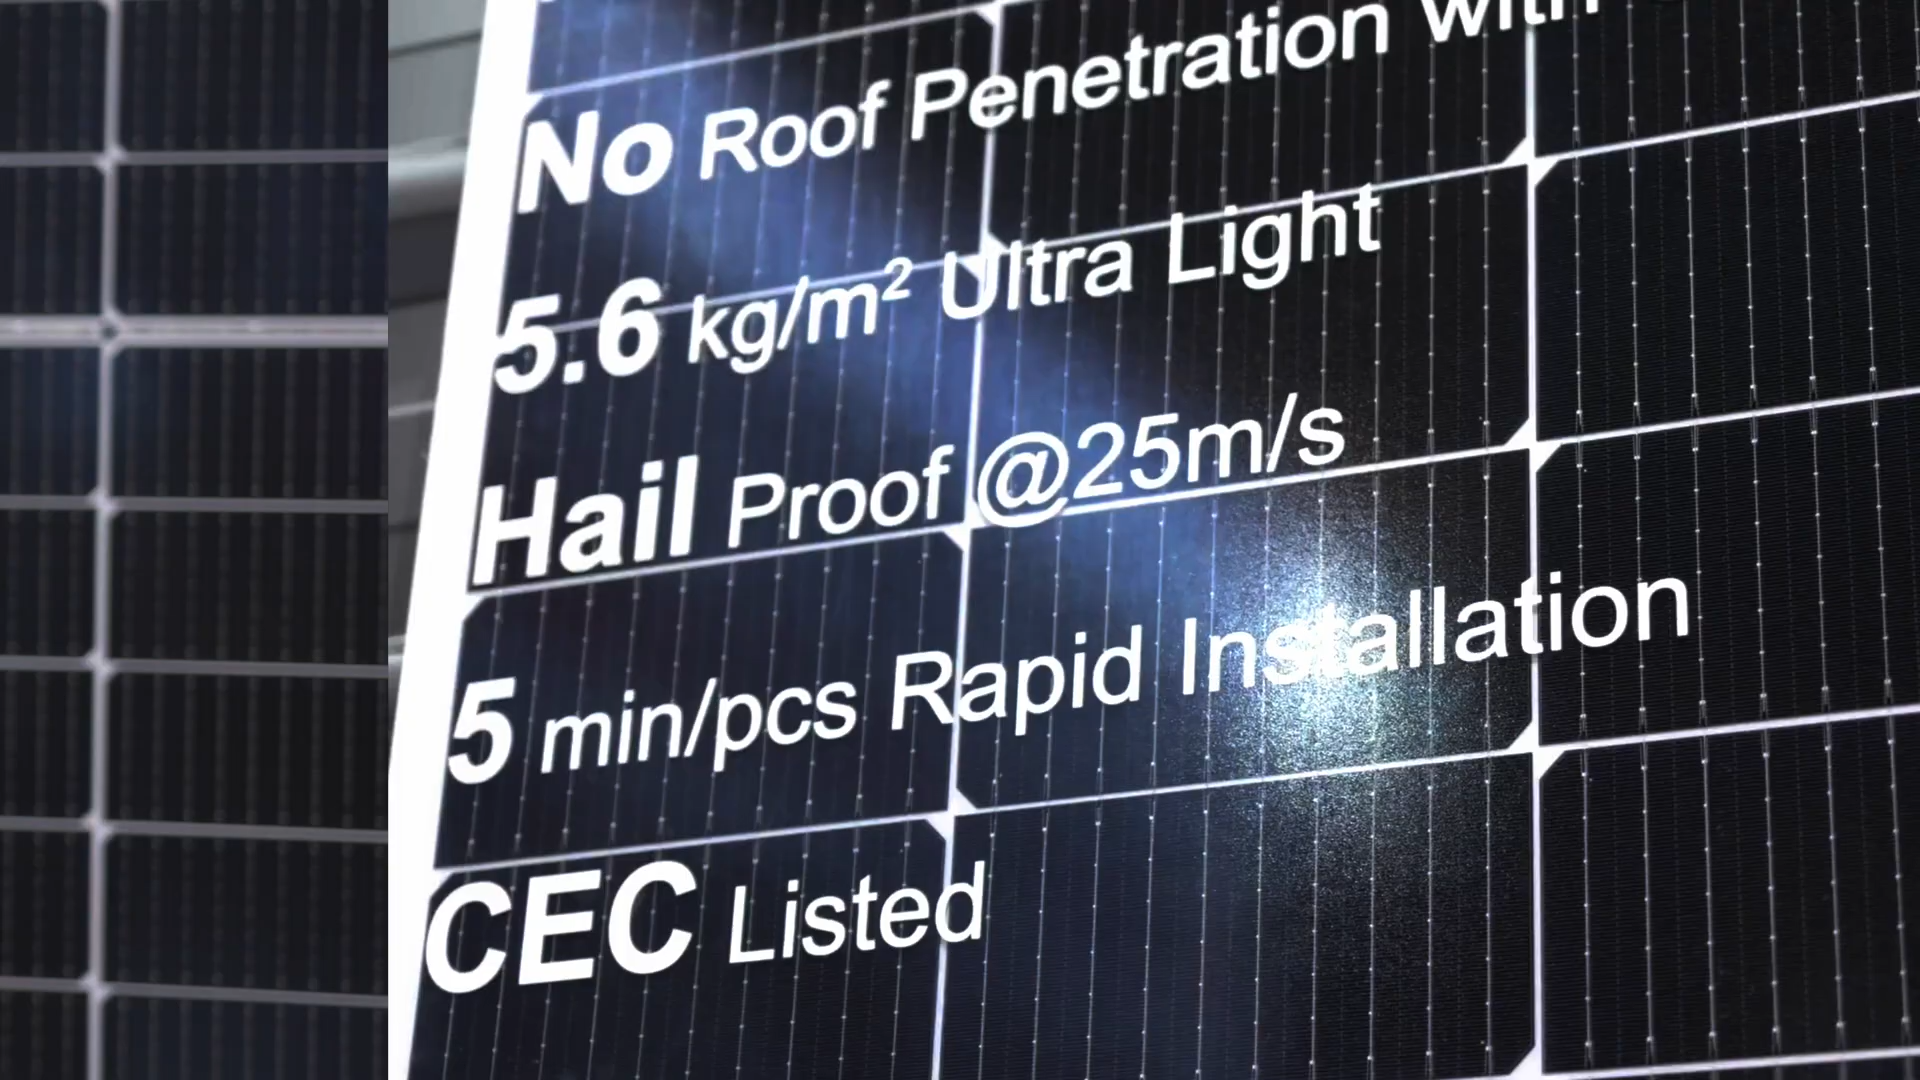 No Roof Penetration with
5.6 kg/m² Ultra Light
Hail Proof @25m/s
5 min/pcs Rapid Installation
CEC Listed